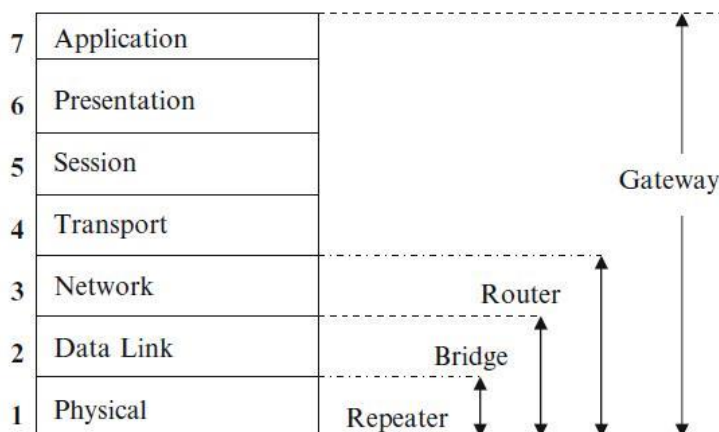 7 Application
6 Presentation
5 Session
Gateway
4 Transport
3 Network
Router
2 Data Link
Bridge
1 Physical
Repeater